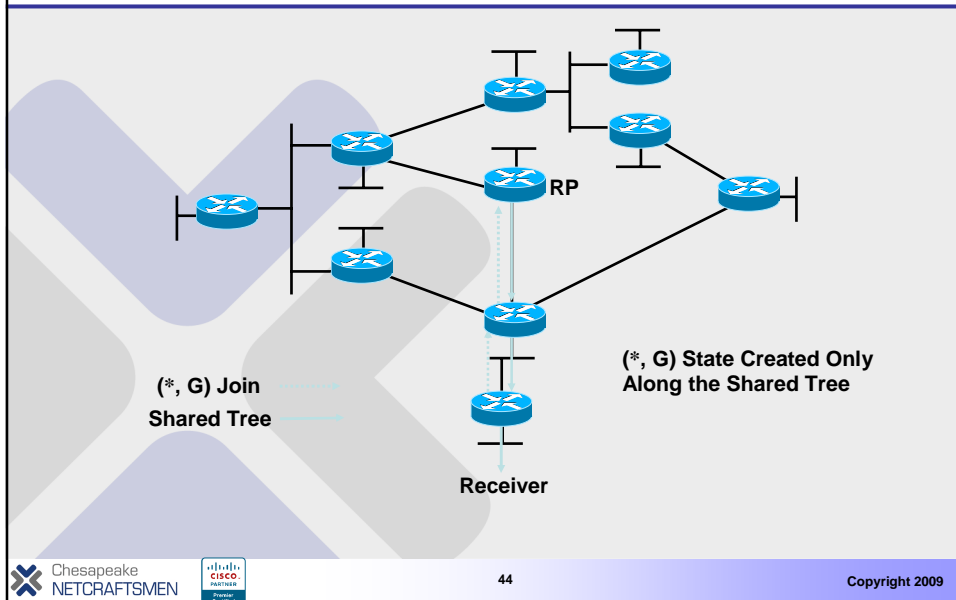 RP
(*, G) Join
Shared Tree
(*, G) State Created Only
Along the Shared Tree
Receiver
Chesapeake
NETCRAFTSMEN
CISCO
PARTNER
Premier
44
Copyright 2009